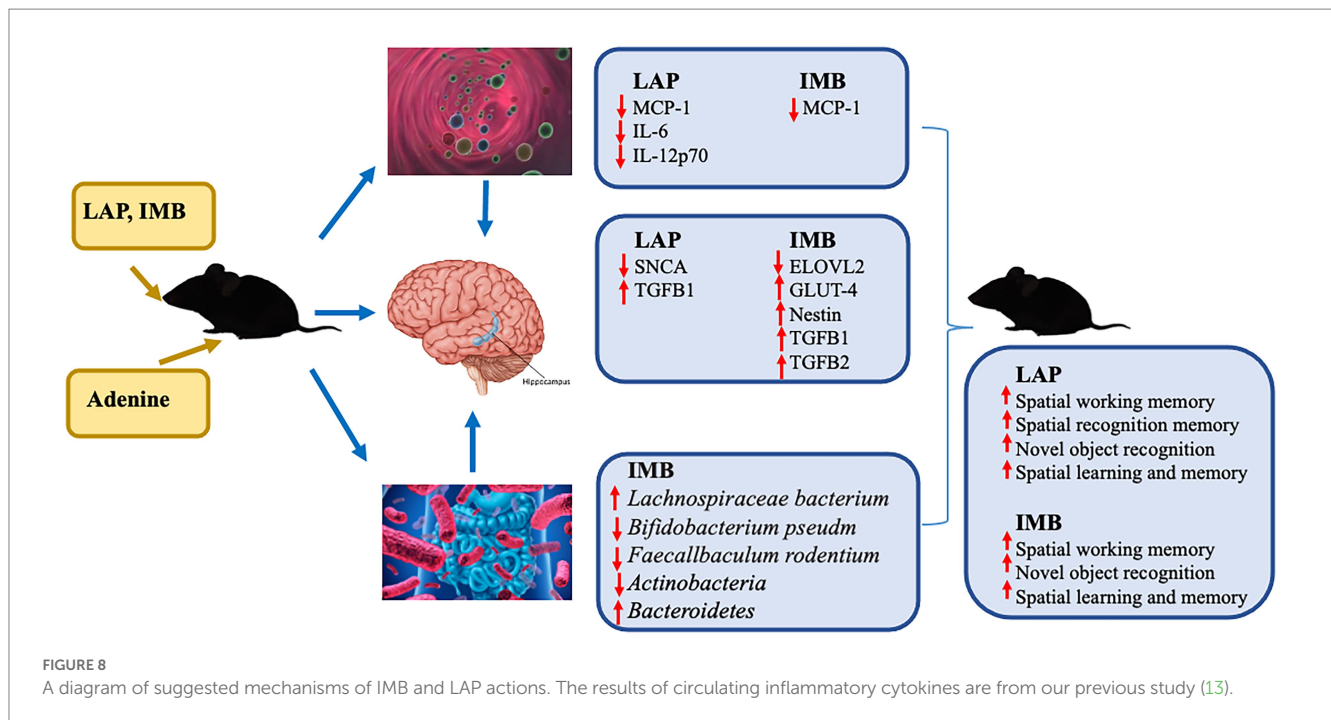 LAP, IMB
Adenine
Hippocampus
LAP
MCP-1
IL-6
IL-12p70
IMB
MCP-1
LAP
SNCA
TGFB1
IMB
ELOVL2
GLUT-4
Nestin
TGFB1
TGFB2
IMB
Lachnospiraceae bacterium
Bifidobacterium pseudm
Faecallbaculum rodentium
Actinobacteria
Bacteroidetes
LAP
Spatial working memory
Spatial recognition memory
Novel object recognition
Spatial learning and memory
IMB
Spatial working memory
Novel object recognition
Spatial learning and memory
FIGURE 8
A diagram of suggested mechanisms of IMB and LAP actions. The results of circulating inflammatory cytokines are from our previous study (13).